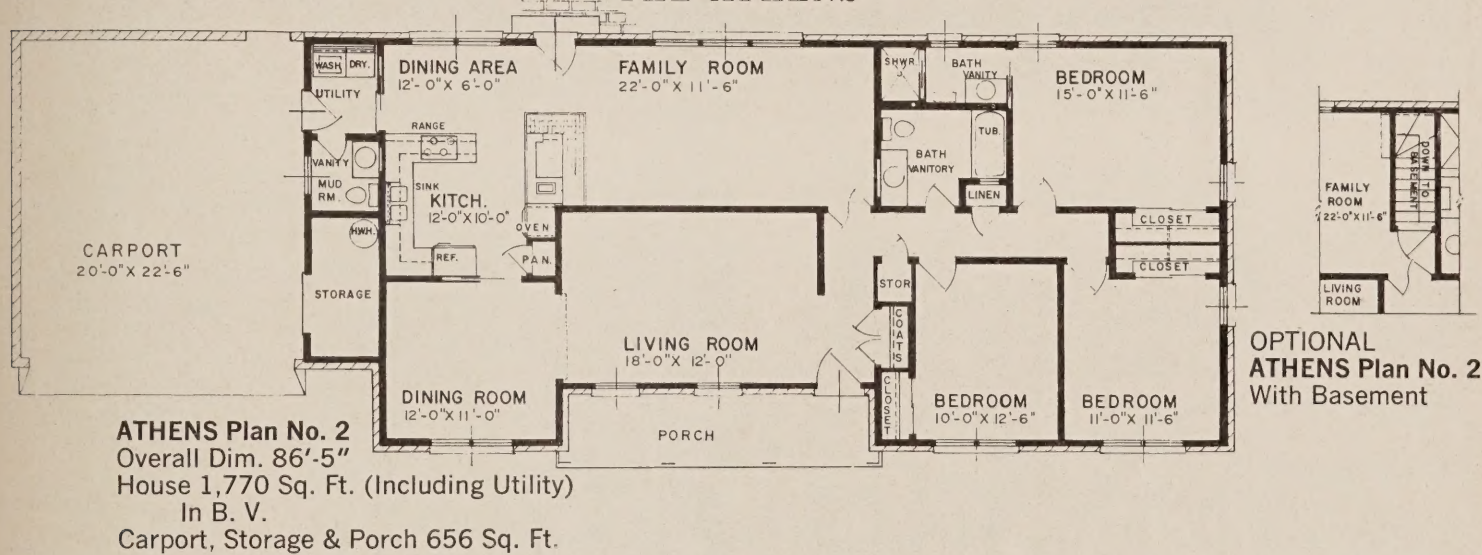 WASH
DRY.
UTILITY
DINING AREA
12'-0" X 6'-0"
FAMILY ROOM
22'-0" X 11'-6"
SHWR.
BATH
VANITY
BEDROOM
15'-0" X 11'-6"
RANGE
VANITY
MUD
RM.
SINK
KITCH.
12'-0" X 10'-0"
OVEN
BATH
VANITORY
TUB.
LINEN
CARPORT
20'-0" X 22'-6"
H.W.H.
STORAGE
REF.
PAN.
CLOSET
CLOSET
STOR
COATS
CLOSET
LIVING ROOM
18'-0" X 12'-0"
DINING ROOM
12'-0" X 11'-0"
PORCH
BEDROOM
10'-0" X 12'-6"
BEDROOM
11'-0" X 11'-6"
DOWN TO
BASEMENT
FAMILY
ROOM
22'-0" X 11'-6"
LIVING
ROOM
OPTIONAL
ATHENS Plan No. 2
With Basement
ATHENS Plan No. 2
Overall Dim. 86'-5"
House 1,770 Sq. Ft. (Including Utility)
In B. V.
Carport, Storage & Porch 656 Sq. Ft.